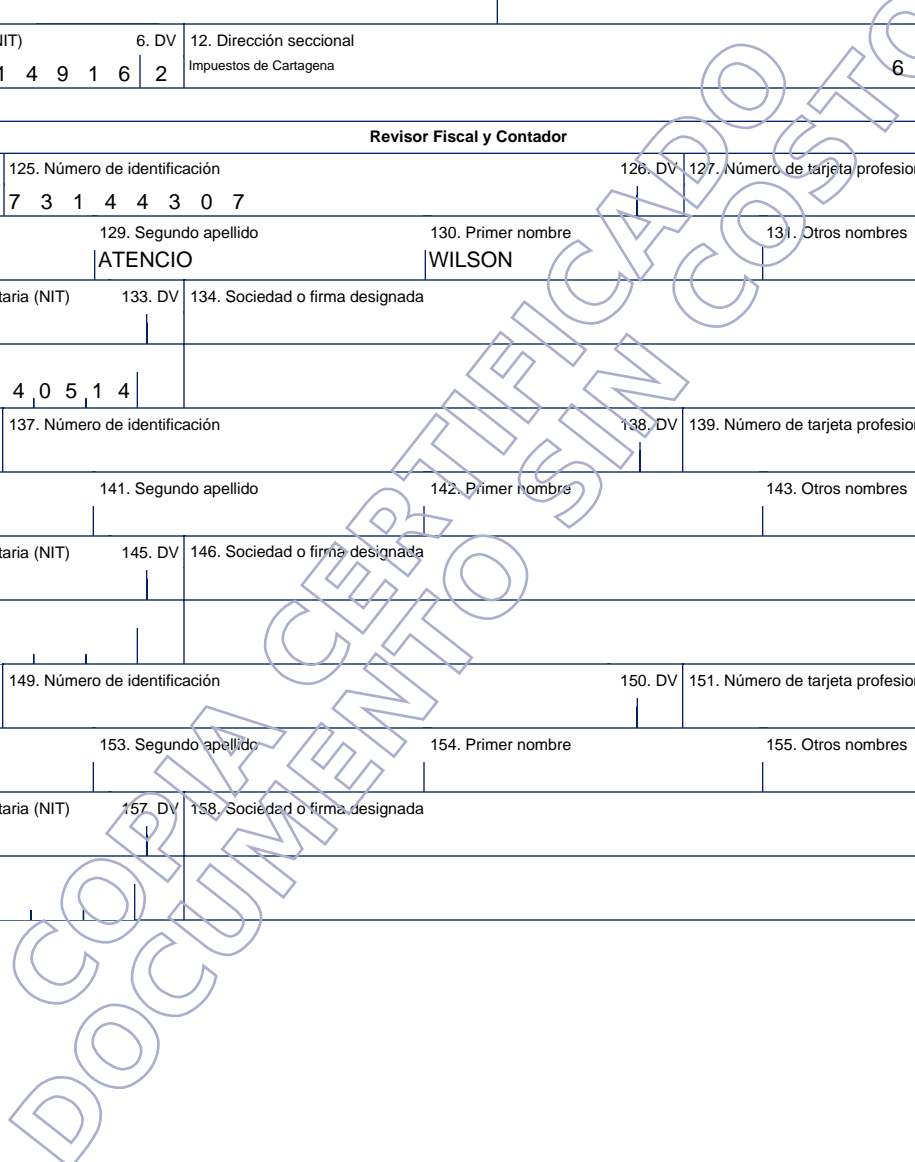 NIT) 6. DV 12. Dirección seccional
1 4 9 1 6 2 Impuestos de Cartagena 6
Revisor Fiscal y Contador
125. Número de identificación 126. DV 127. Número de tarjeta profesion
7 3 1 4 4 3 0 7
129. Segundo apellido 130. Primer nombre 131. Otros nombres
ATENCIO WILSON
taria (NIT) 133. DV 134. Sociedad o firma designada
4 0 5 1 4
137. Número de identificación 138. DV 139. Número de tarjeta profesion
141. Segundo apellido 142. Primer nombre 143. Otros nombres
taria (NIT) 145. DV 146. Sociedad o firma designada
149. Número de identificación 150. DV 151. Número de tarjeta profesion
153. Segundo apellido 154. Primer nombre 155. Otros nombres
taria (NIT) 157. DV 158. Sociedad o firma designada
COPIA CERTIFICADO
DOCUMENTO SIN COSTO